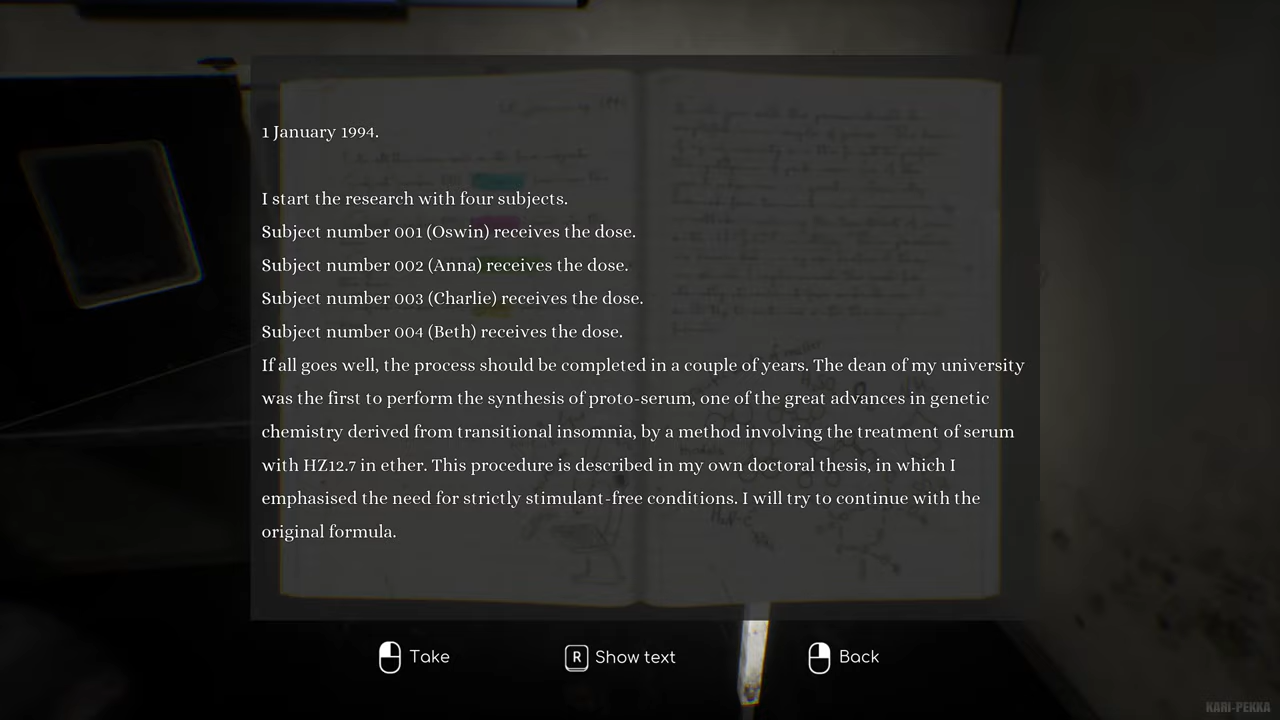 1 January 1994.
I start the research with four subjects.
Subject number 001 (Oswin) receives the dose.
Subject number 002 (Anna) receives the dose.
Subject number 003 (Charlie) receives the dose.
Subject number 004 (Beth) receives the dose.
If all goes well, the process should be completed in a couple of years. The dean of my university
was the first to perform the synthesis of proto-serum, one of the great advances in genetic
chemistry derived from transitional insomnia, by a method involving the treatment of serum
with HZ12.7 in ether. This procedure is described in my own doctoral thesis, in which I
emphasised the need for strictly stimulant-free conditions. I will try to continue with the
original formula.
Take
R Show text
Back
KARI-PEKKA